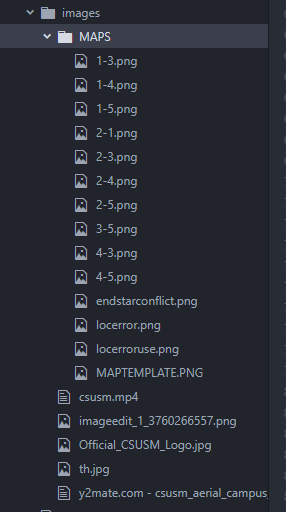 images
MAPS
1-3.png
1-4.png
1-5.png
2-1.png
2-3.png
2-4.png
2-5.png
3-5.png
4-3.png
4-5.png
endstarconflict.png
locerror.png
locerroruse.png
MAPTEMPLATE.PNG
csusm.mp4
imageedit_1_3760266557.png
Official_CSUSM_Logo.jpg
th.jpg
y2mate.com - csusm_aerial_campus_